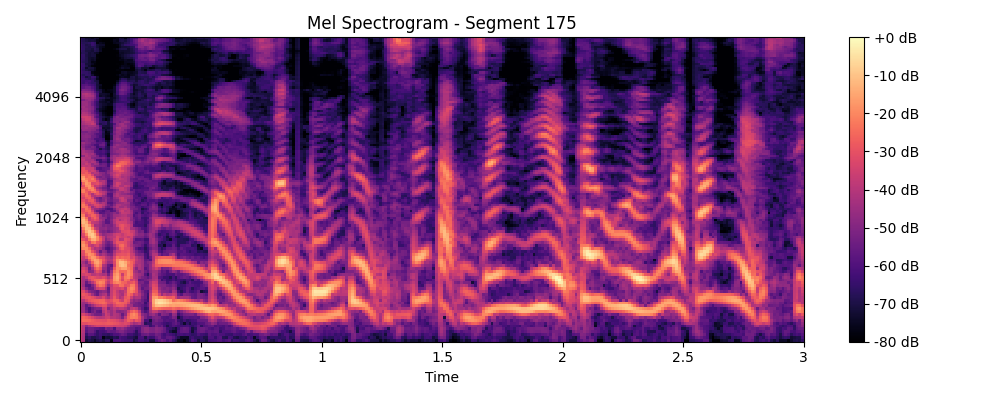 Mel Spectrogram - Segment 175
Frequency
4096
2048
1024
512
0
0
0.5
1
1.5
2
2.5
3
Time
+0 dB
-10 dB
-20 dB
-30 dB
-40 dB
-50 dB
-60 dB
-70 dB
-80 dB